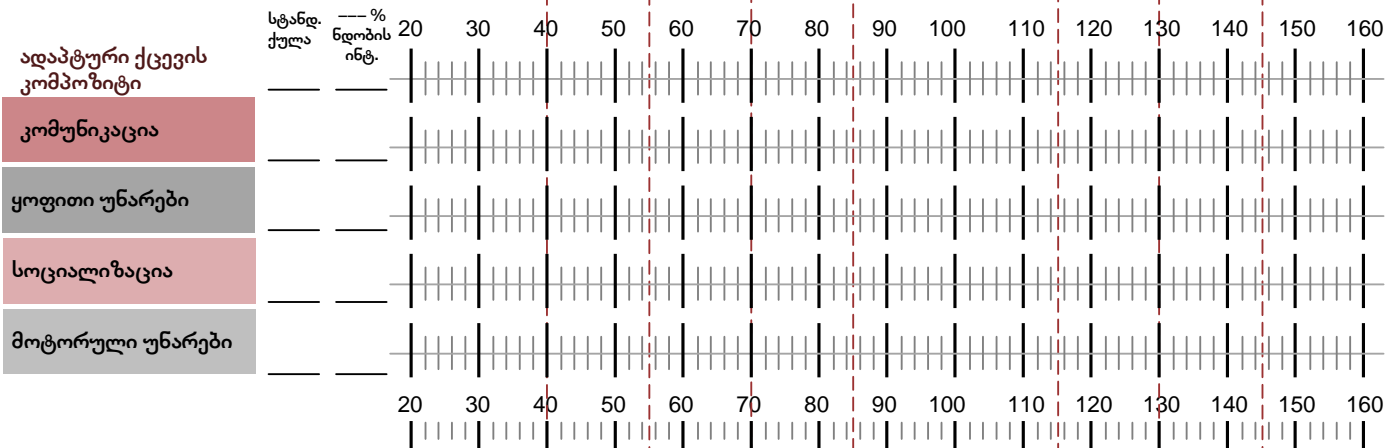 სტანდ.
ქულა
––– %
ნდობის
ინტ.
20 30 40 50 60 70 80 90 100 110 120 130 140 150 160
ადაპტური ქცევის
კომპოზიტი
კომუნიკაცია
ყოფითი უნარები
სოციალიზაცია
მოტორული უნარები
20 30 40 50 60 70 80 90 100 110 120 130 140 150 160